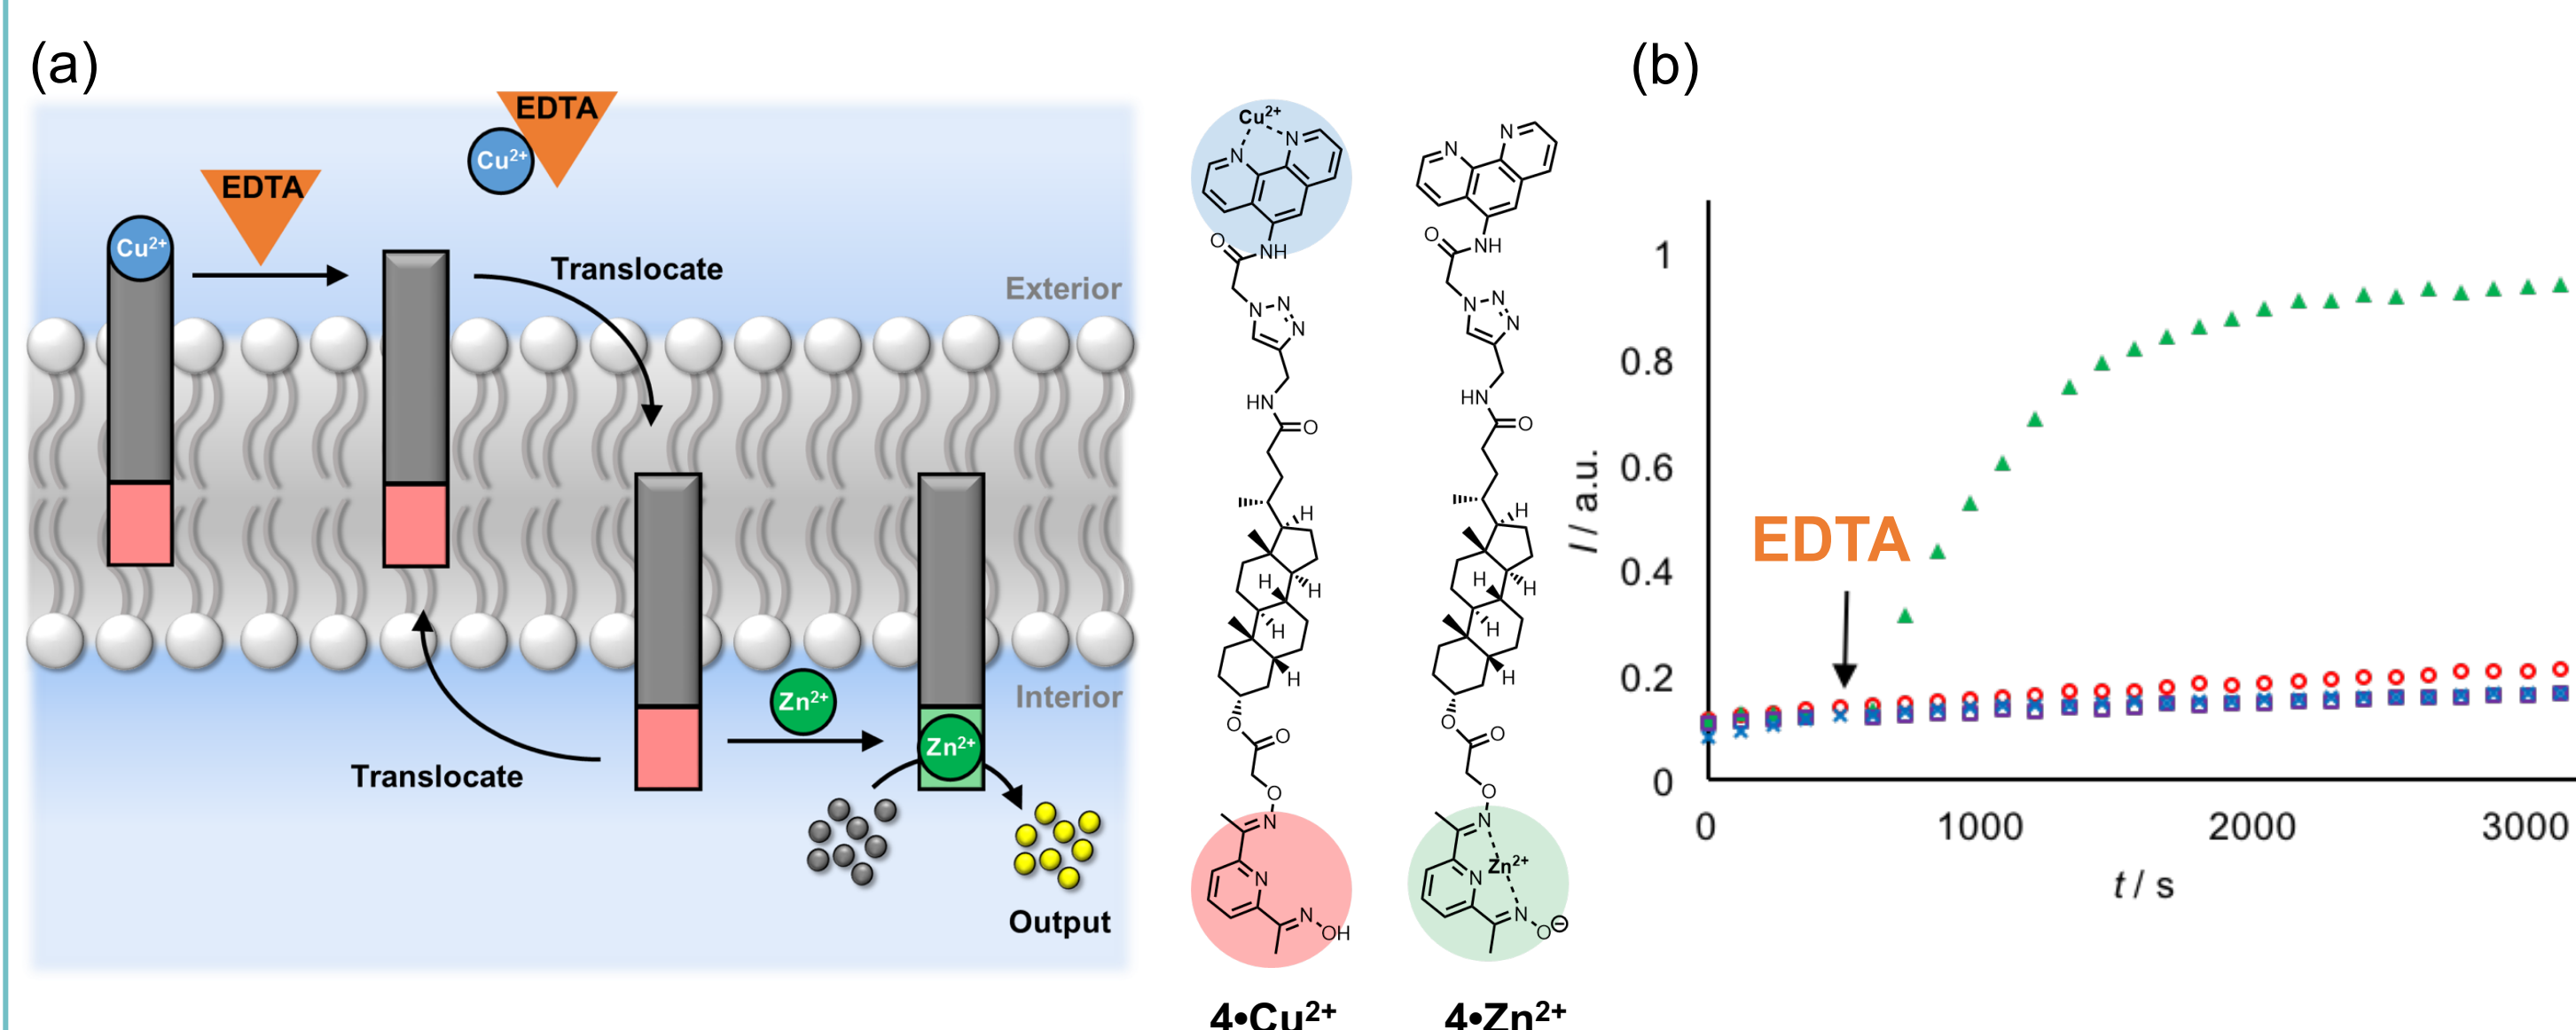 (a)
EDTA
Cu²⁺
EDTA
Cu²⁺
Translocate
Exterior
Interior
Zn²⁺
Zn²⁺
Translocate
Output
Cu²⁺
N
N
O
NH
N
N
N
HN
O
H
H
H
H
H
O
O
O
N
N
N
OH
4•Cu²⁺
N
N
O
NH
N
N
N
HN
O
H
H
H
H
H
O
O
O
N
Zn²⁺
N
N
O⊖
4•Zn²⁺
(b)
1
0.8
0.6
0.4
0.2
0
I / a.u.
EDTA
0
1000
2000
3000
t / s